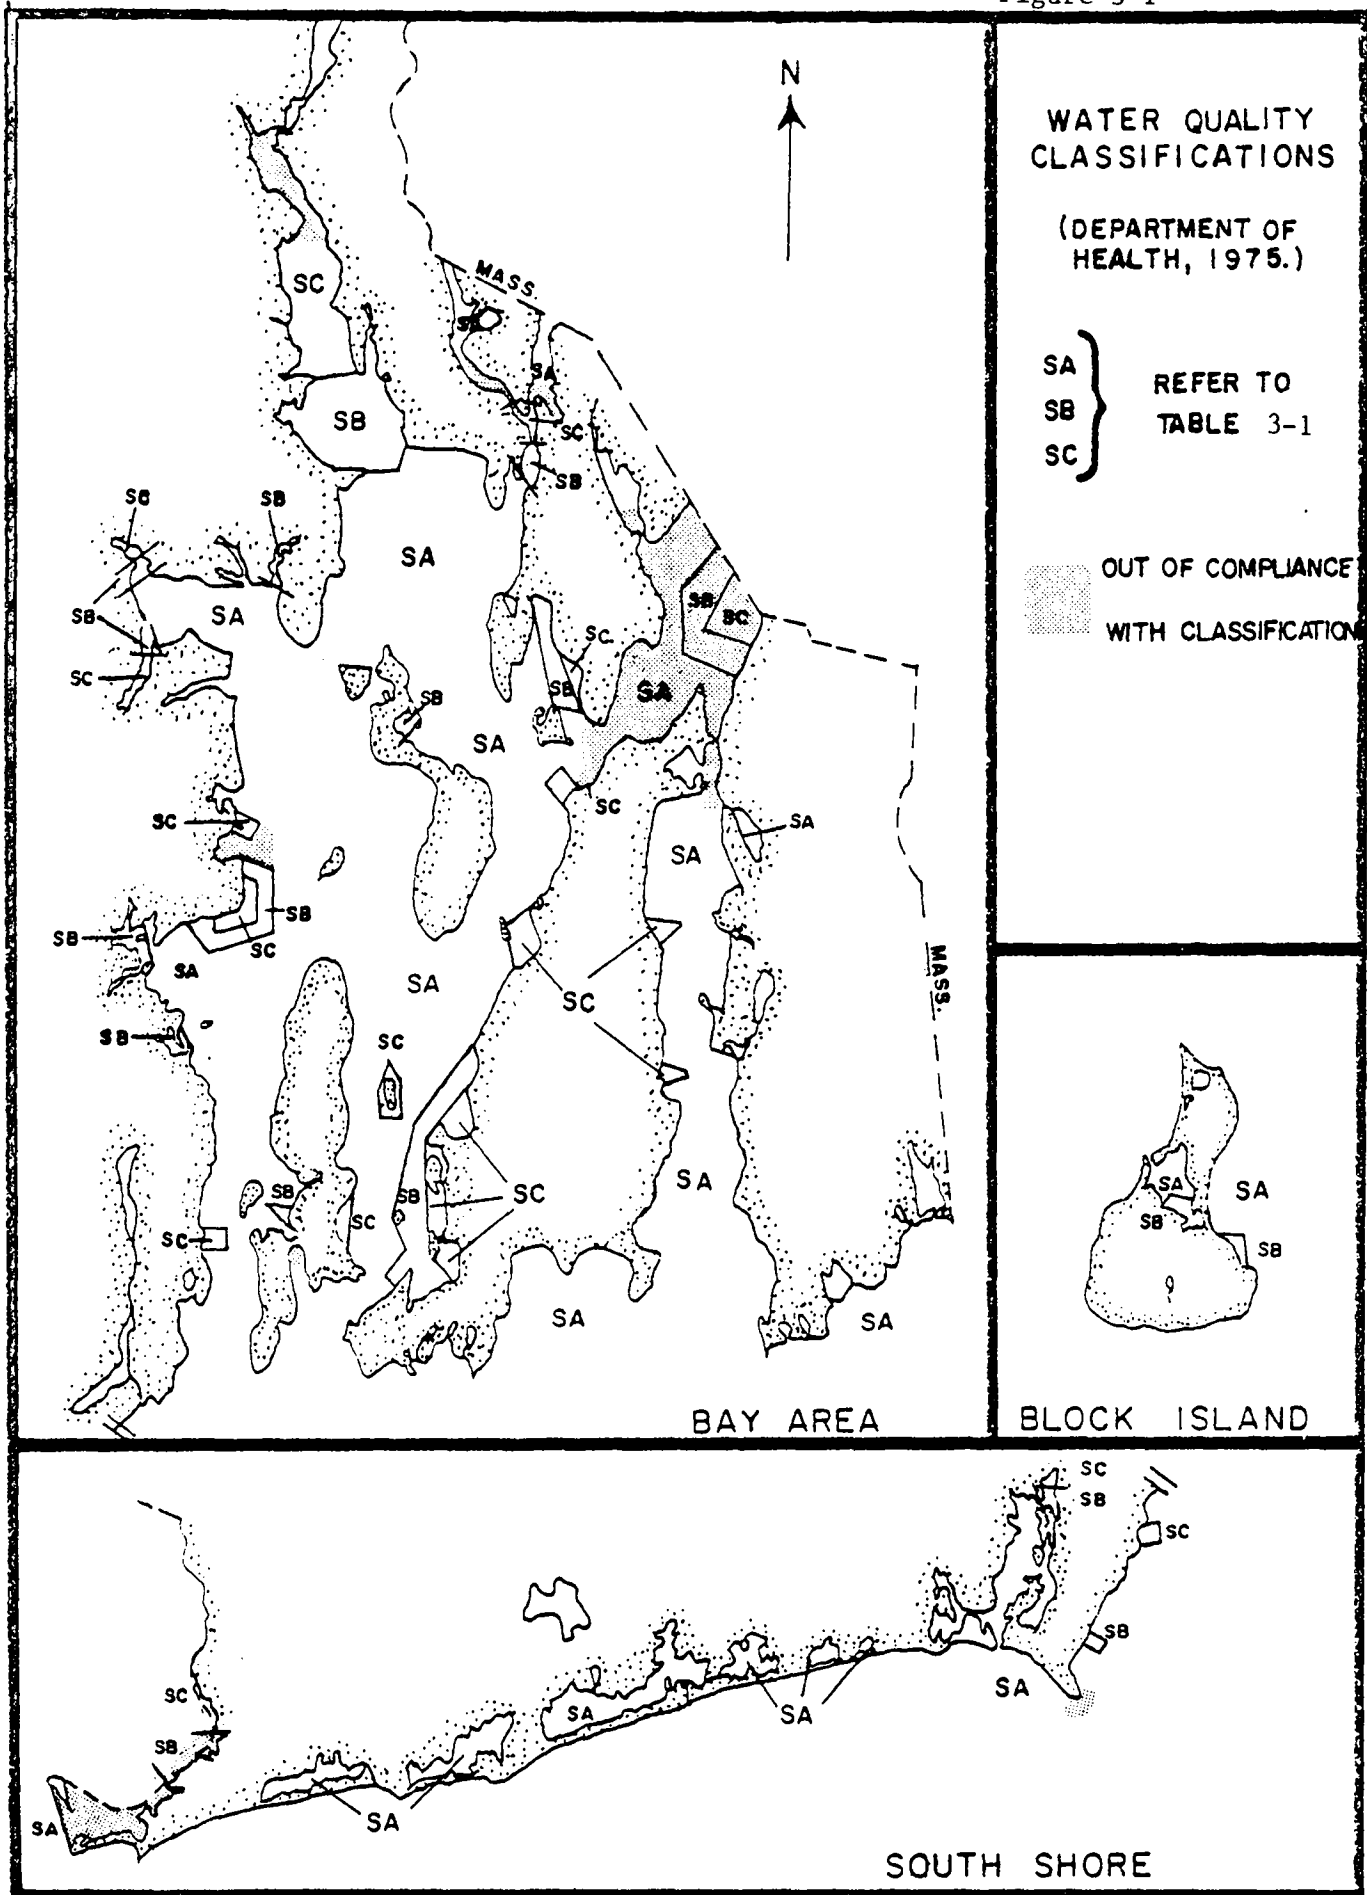 Figure 3-1
N
WATER QUALITY
CLASSIFICATIONS
(DEPARTMENT OF
HEALTH, 1975.)
SA
SB
SC
REFER TO
TABLE 3-1
OUT OF COMPLIANCE
WITH CLASSIFICATION
MASS.
SC
SB
SA
SC
SB
SB
SB
SA
SB
SA
SC
SB
SC
SC
SB
SA
SB
SA
SC
SC
SA
SA
SB
SC
SB
SA
SA
SC
SB
SC
MASS.
SB
SC
SB
SC
SA
SC
SA
SA
BAY AREA
SA
SA
SB
SB
BLOCK ISLAND
SC
SB
SC
SB
SA
SC
SB
SA
SA
SA
SA
SOUTH SHORE